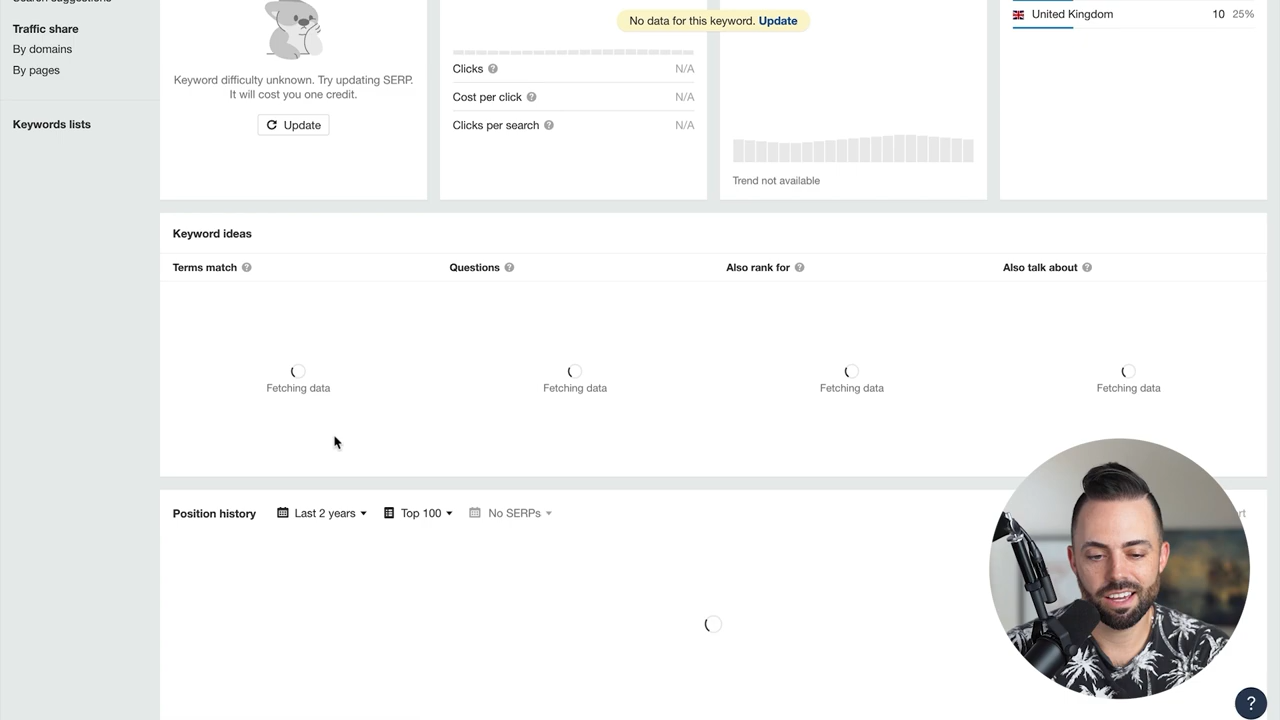 Traffic share
By domains
By pages
Keywords lists
Keyword difficulty unknown. Try updating SERP.
It will cost you one credit.
Update
No data for this keyword. Update
Clicks N/A
Cost per click N/A
Clicks per search N/A
Trend not available
United Kingdom 10 25%
Keyword ideas
Terms match
Questions
Also rank for
Also talk about
Fetching data
Fetching data
Fetching data
Fetching data
Position history
Last 2 years
Top 100
No SERPs
?